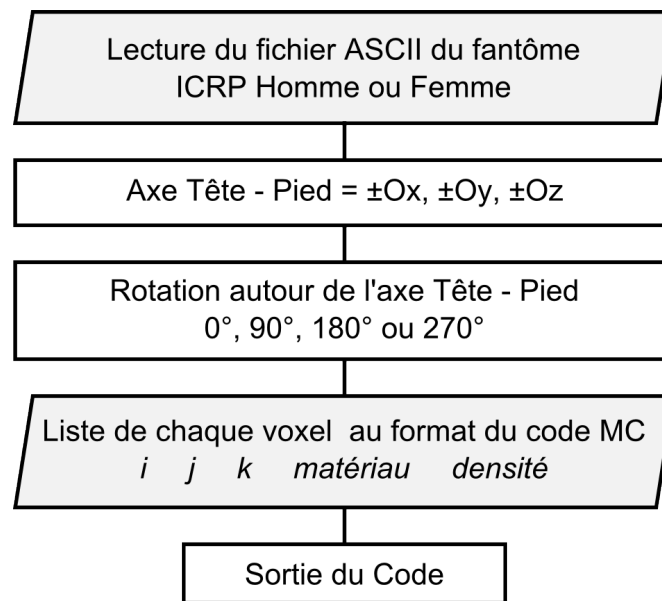 Lecture du fichier ASCII du fantôme
ICRP Homme ou Femme
Axe Tête - Pied = ±Ox, ±Oy, ±Oz
Rotation autour de l'axe Tête - Pied
0°, 90°, 180° ou 270°
Liste de chaque voxel au format du code MC
i j k matériau densité
Sortie du Code